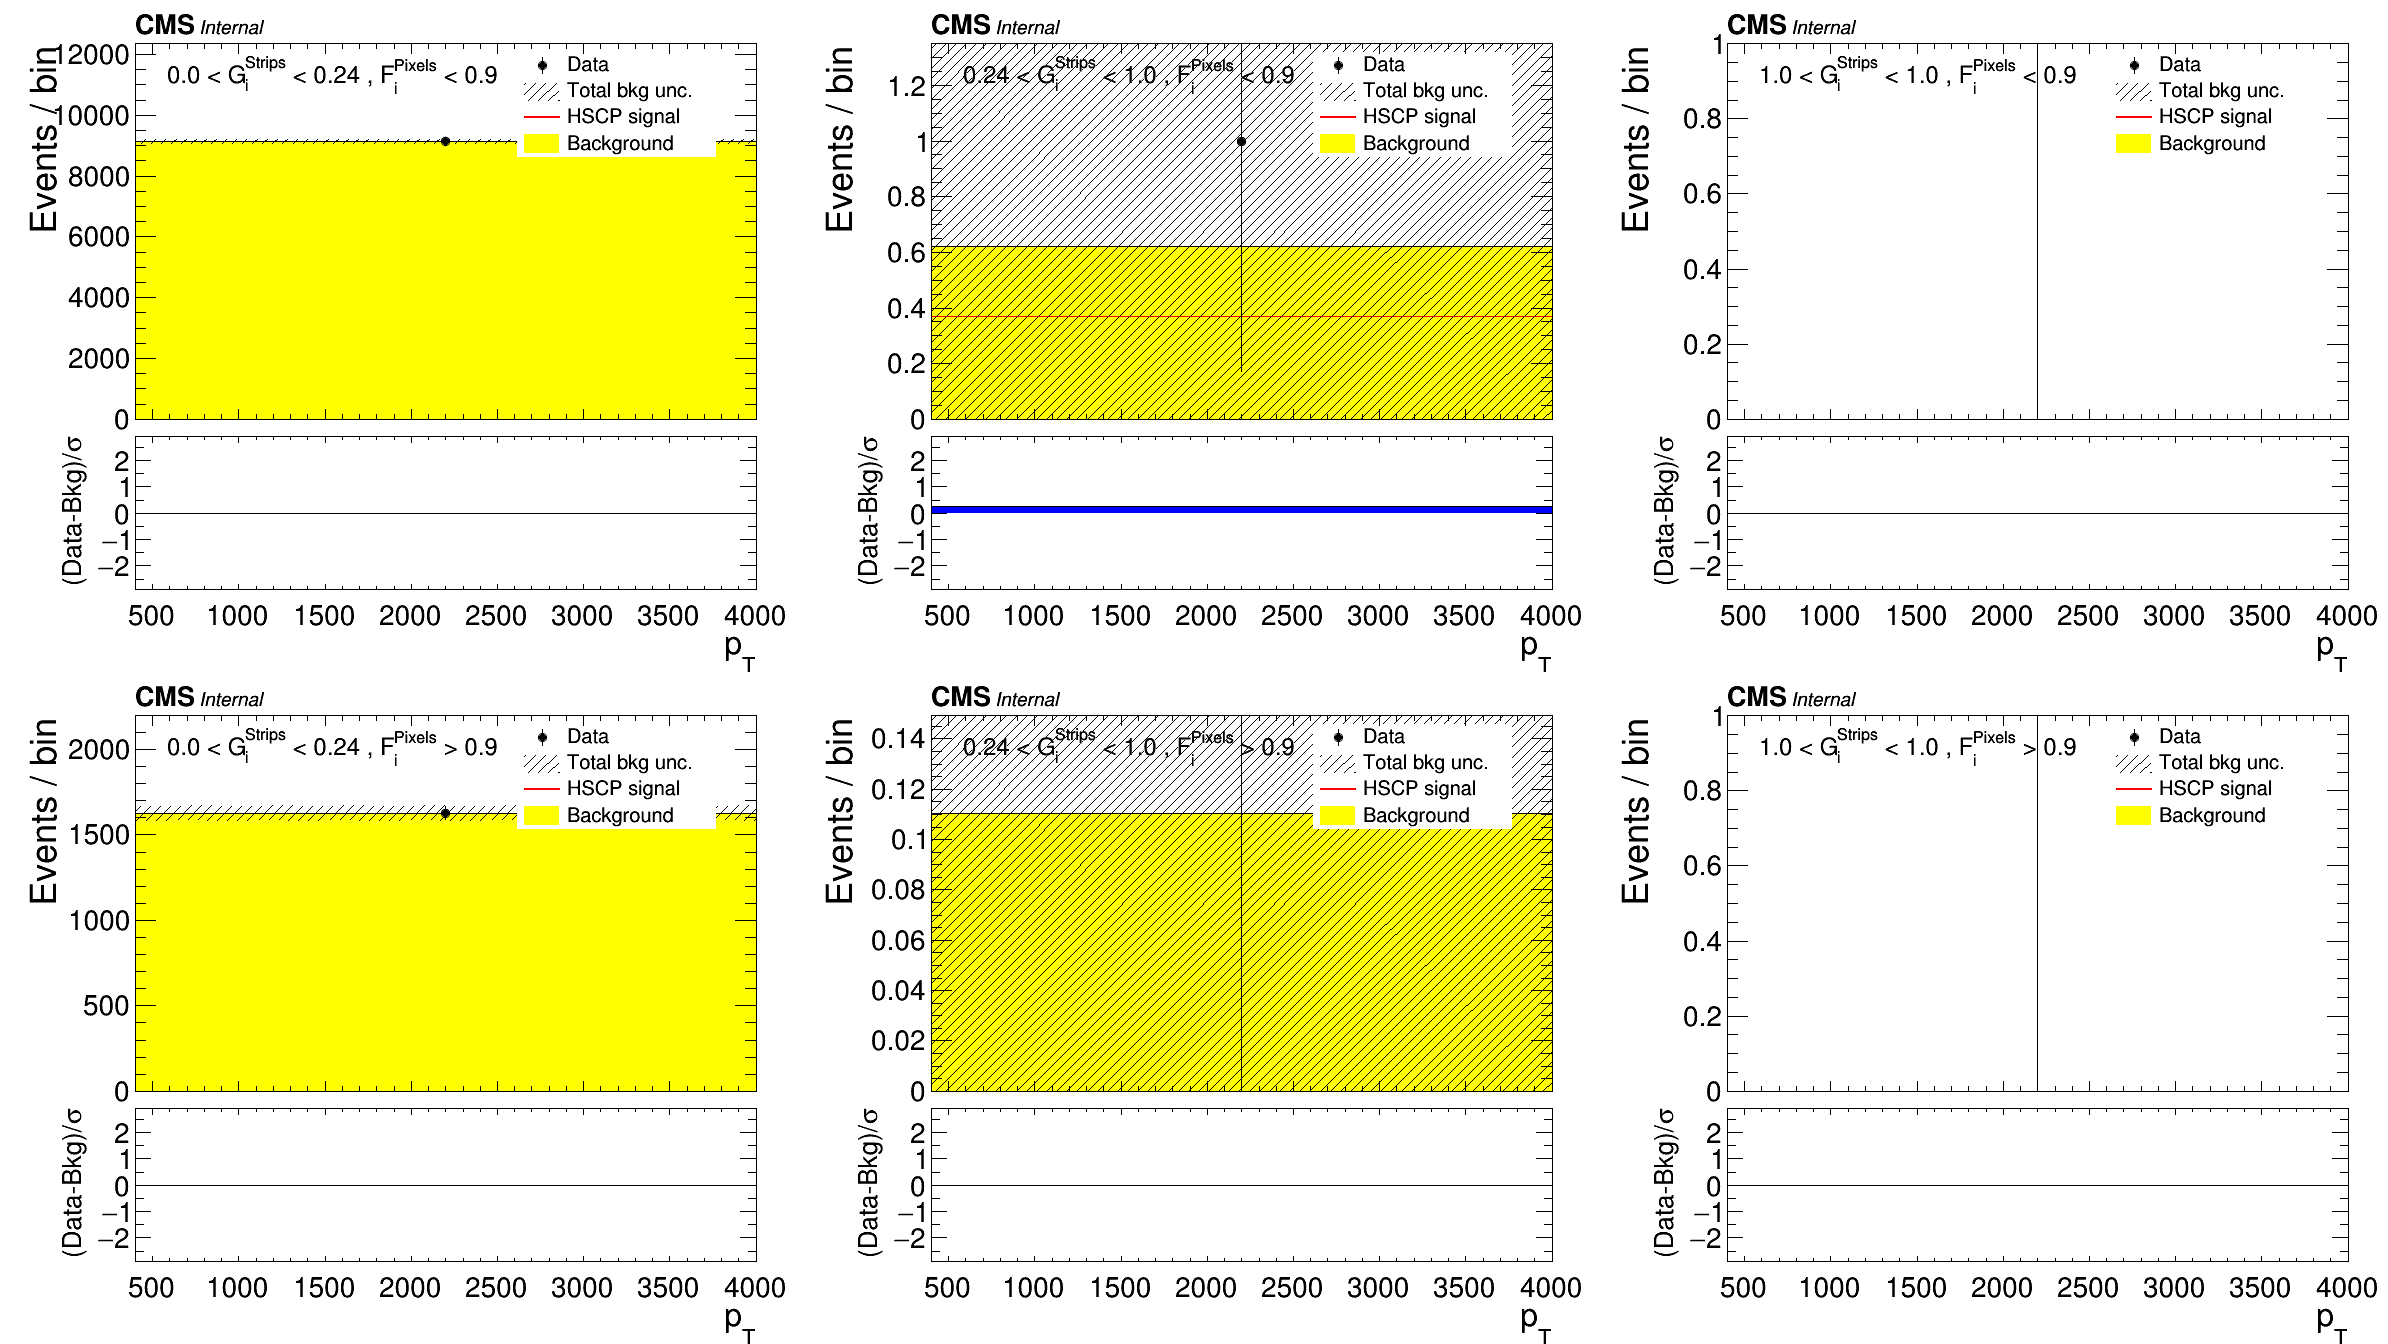 CMS Internal
Events / bin
12000
10000
8000
6000
4000
2000
0
0.0 < G_i^Strips < 0.24 , F_i^Pixels < 0.9
Data
Total bkg unc.
HSCP signal
Background
(Data-Bkg)/σ
2
1
0
−1
−2
500 1000 1500 2000 2500 3000 3500 4000
p_T
CMS Internal
Events / bin
1.2
1
0.8
0.6
0.4
0.2
0
0.24 < G_i^Strips < 1.0 , F_i^Pixels < 0.9
Data
Total bkg unc.
HSCP signal
Background
(Data-Bkg)/σ
2
1
0
−1
−2
500 1000 1500 2000 2500 3000 3500 4000
p_T
CMS Internal
Events / bin
1
0.8
0.6
0.4
0.2
0
1.0 < G_i^Strips < 1.0 , F_i^Pixels < 0.9
Data
Total bkg unc.
HSCP signal
Background
(Data-Bkg)/σ
2
1
0
−1
−2
500 1000 1500 2000 2500 3000 3500 4000
p_T
CMS Internal
Events / bin
2000
1500
1000
500
0
0.0 < G_i^Strips < 0.24 , F_i^Pixels > 0.9
Data
Total bkg unc.
HSCP signal
Background
(Data-Bkg)/σ
2
1
0
−1
−2
500 1000 1500 2000 2500 3000 3500 4000
p_T
CMS Internal
Events / bin
0.14
0.12
0.1
0.08
0.06
0.04
0.02
0
0.24 < G_i^Strips < 1.0 , F_i^Pixels > 0.9
Data
Total bkg unc.
HSCP signal
Background
(Data-Bkg)/σ
2
1
0
−1
−2
500 1000 1500 2000 2500 3000 3500 4000
p_T
CMS Internal
Events / bin
1
0.8
0.6
0.4
0.2
0
1.0 < G_i^Strips < 1.0 , F_i^Pixels > 0.9
Data
Total bkg unc.
HSCP signal
Background
(Data-Bkg)/σ
2
1
0
−1
−2
500 1000 1500 2000 2500 3000 3500 4000
p_T